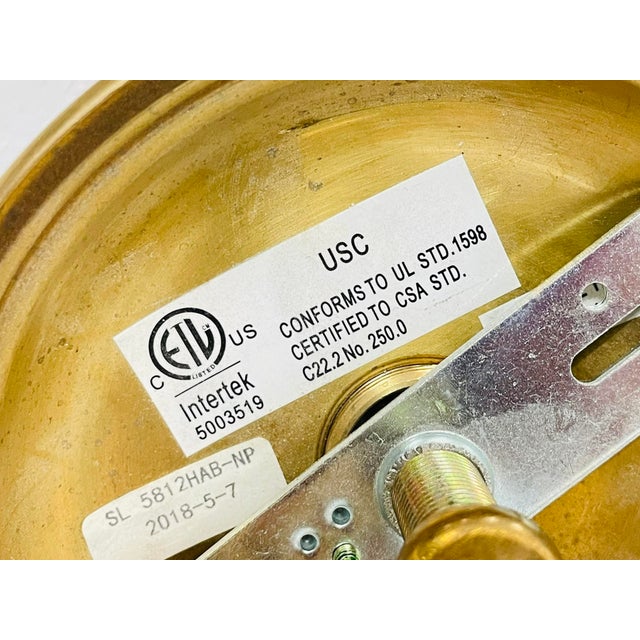 USC
CONFORMS TO UL STD.1598
CERTIFIED TO CSA STD.
C22.2 No. 250.0
C ETL US
LISTED
Intertek
5003519
SL 5812HAB-NP
2018-5-7